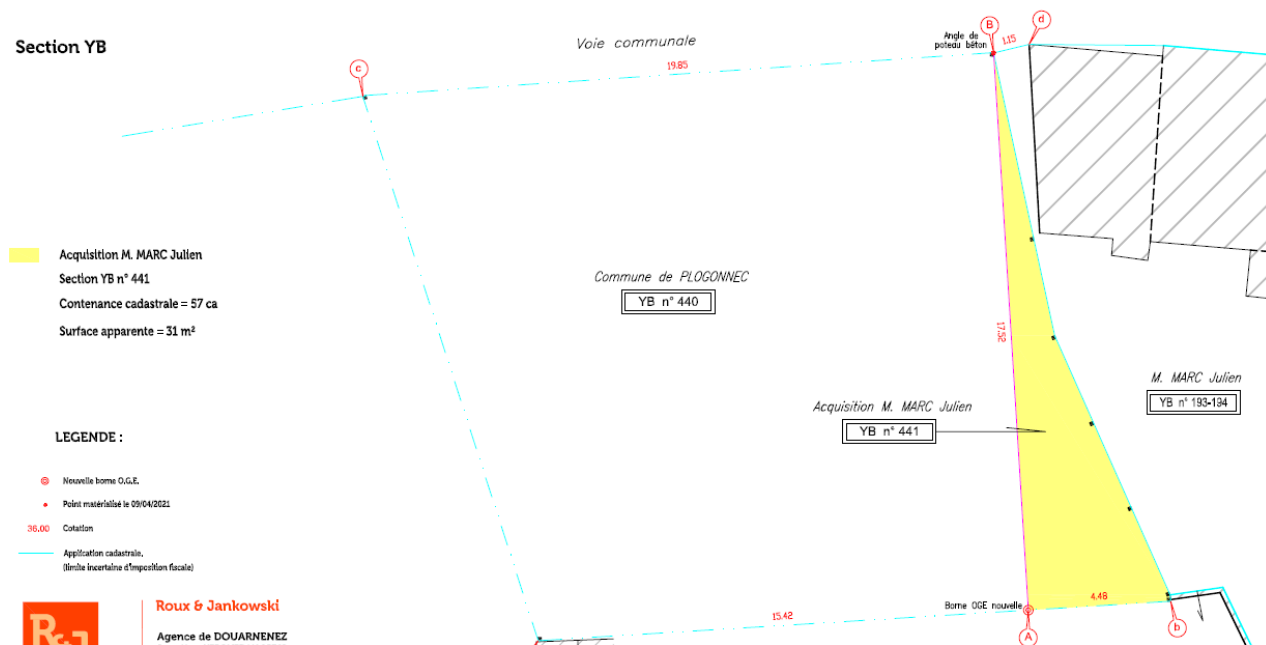 Section YB
Voie communale
19.85
c
B
d
1.15
Angle de
poteau béton
Acquisition M. MARC Julien
Section YB n° 441
Contenance cadastrale = 57 ca
Surface apparente = 31 m²
Commune de PLOGONNEC
YB n° 440
17.52
M. MARC Julien
YB n° 193-194
Acquisition M. MARC Julien
YB n° 441
LEGENDE :
Nouvelle borne O.G.E.
Point matérialisé le 09/04/2021
36.00 Cotation
Application cadastrale,
(limite incertaine d'imposition fiscale)
Borne OGE nouvelle
4.48
15.42
A
b
R&J
Roux & Jankowski
Agence de DOUARNENEZ